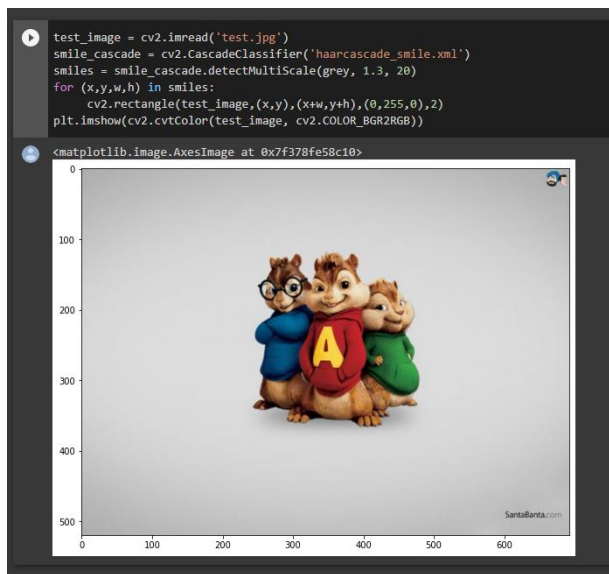 test_image = cv2.imread('test.jpg')
smile_cascade = cv2.CascadeClassifier('haarcascade_smile.xml')
smiles = smile_cascade.detectMultiScale(grey, 1.3, 20)
for (x,y,w,h) in smiles:
    cv2.rectangle(test_image,(x,y),(x+w,y+h),(0,255,0),2)
plt.imshow(cv2.cvtColor(test_image, cv2.COLOR_BGR2RGB))
<matplotlib.image.AxesImage at 0x7f378fe58c10>
0
100
200
A
300
400
SantaBanta.com
500
0 100 200 300 400 500 600